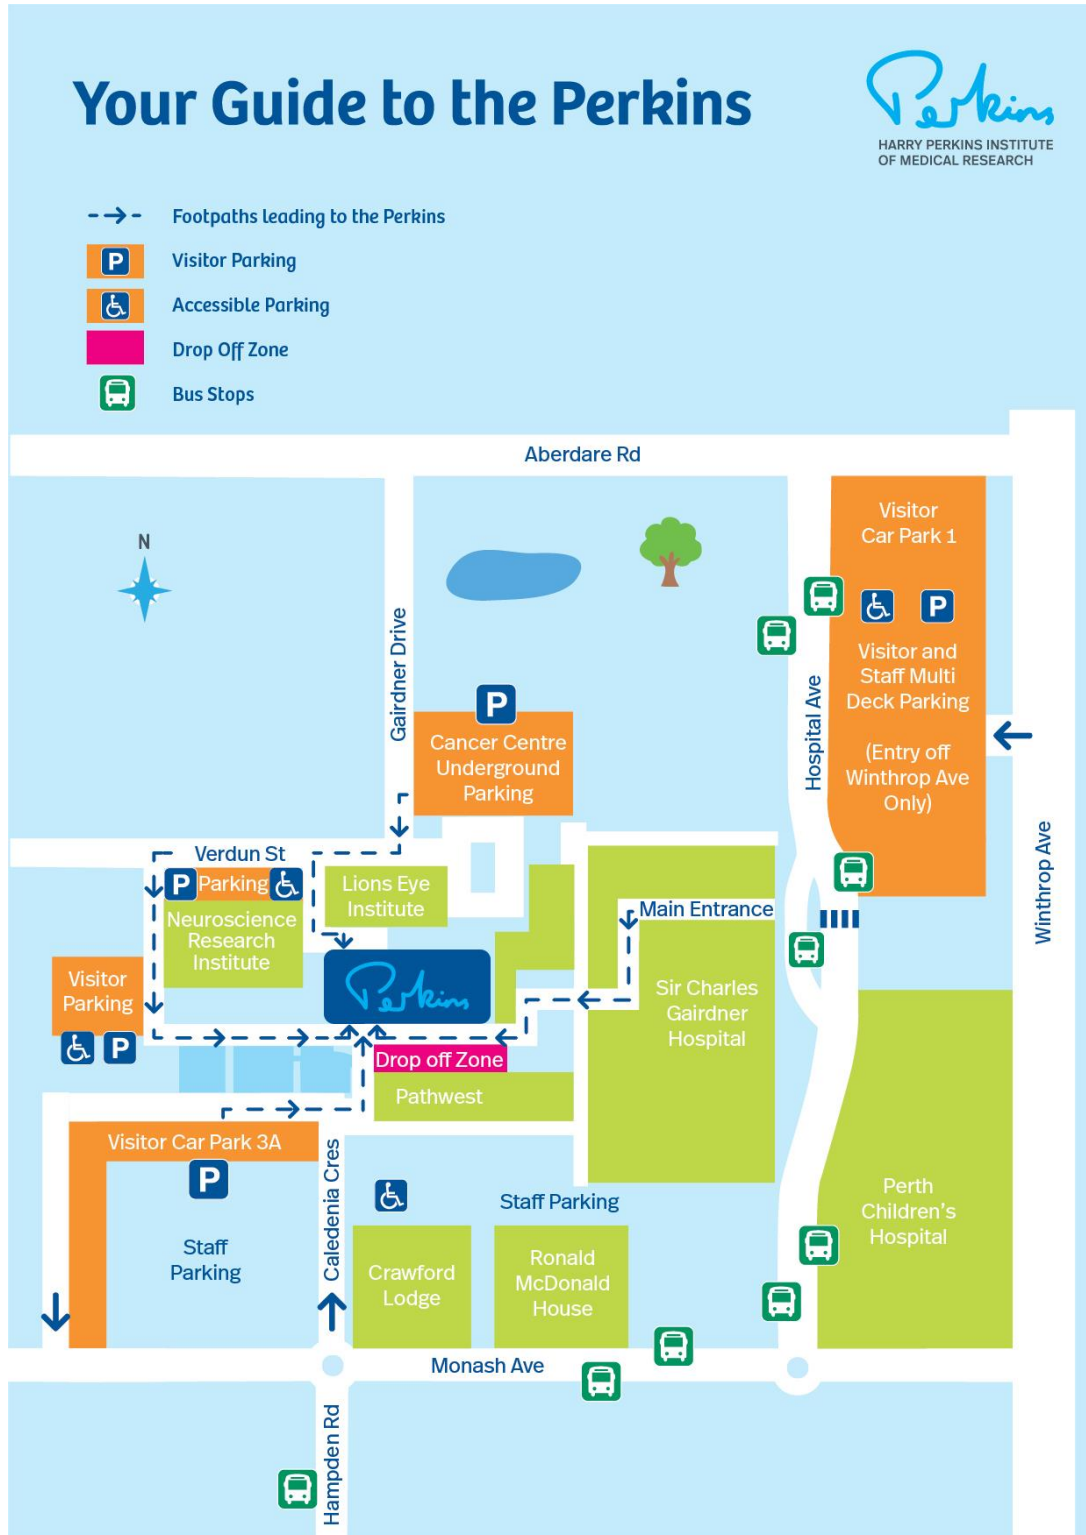 Your Guide to the Perkins
Perkins
HARRY PERKINS INSTITUTE
OF MEDICAL RESEARCH
Footpaths leading to the Perkins
P
Visitor Parking
Accessible Parking
Drop Off Zone
Bus Stops
Aberdare Rd
N
Visitor
Car Park 1
P
Visitor and
Staff Multi
Deck Parking
(Entry off
Winthrop Ave
Only)
Gairdner Drive
Hospital Ave
Winthrop Ave
P
Cancer Centre
Underground
Parking
Verdun St
P Parking
Neuroscience
Research
Institute
Lions Eye
Institute
Main Entrance
Visitor
Parking
P
Perkins
Sir Charles
Gairdner
Hospital
Drop off Zone
Pathwest
Visitor Car Park 3A
P
Staff
Parking
Caledenia Cres
Staff Parking
Crawford
Lodge
Ronald
McDonald
House
Perth
Children's
Hospital
Monash Ave
Hampden Rd